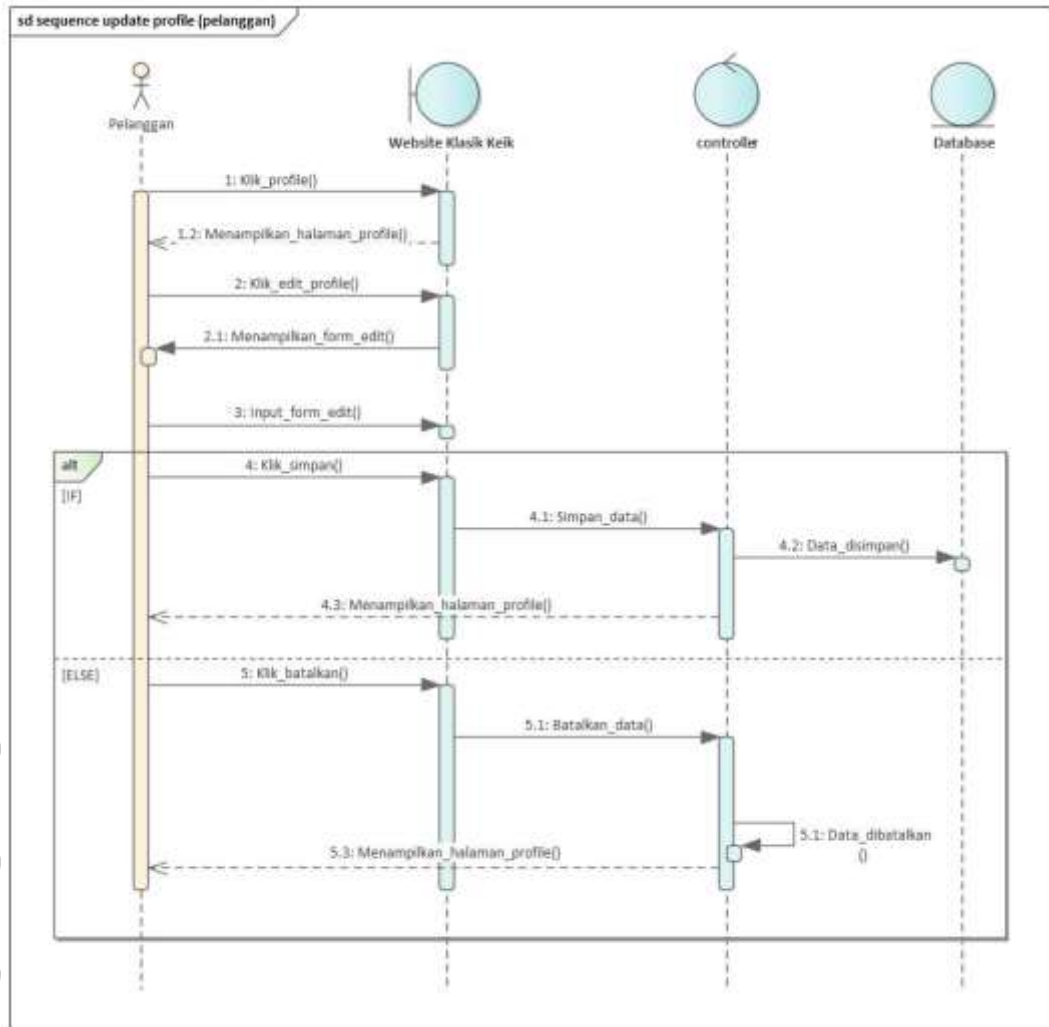 sd sequence update profile (pelanggan)
Pelanggan
Website Klasik Keik
controller
Database
1: Klik_profile()
1.2: Menampilkan_halaman_profile()
2: Klik_edit_profile()
2.1: Menampilkan_form_edit()
3: Input_form_edit()
alt
[IF]
4: Klik_simpan()
4.1: Simpan_data()
4.2: Data_disimpan()
4.3: Menampilkan_halaman_profile()
[ELSE]
5: Klik_batalkan()
5.1: Batalkan_data()
5.1: Data_dibatalkan
()
5.3: Menampilkan_halaman_profile()